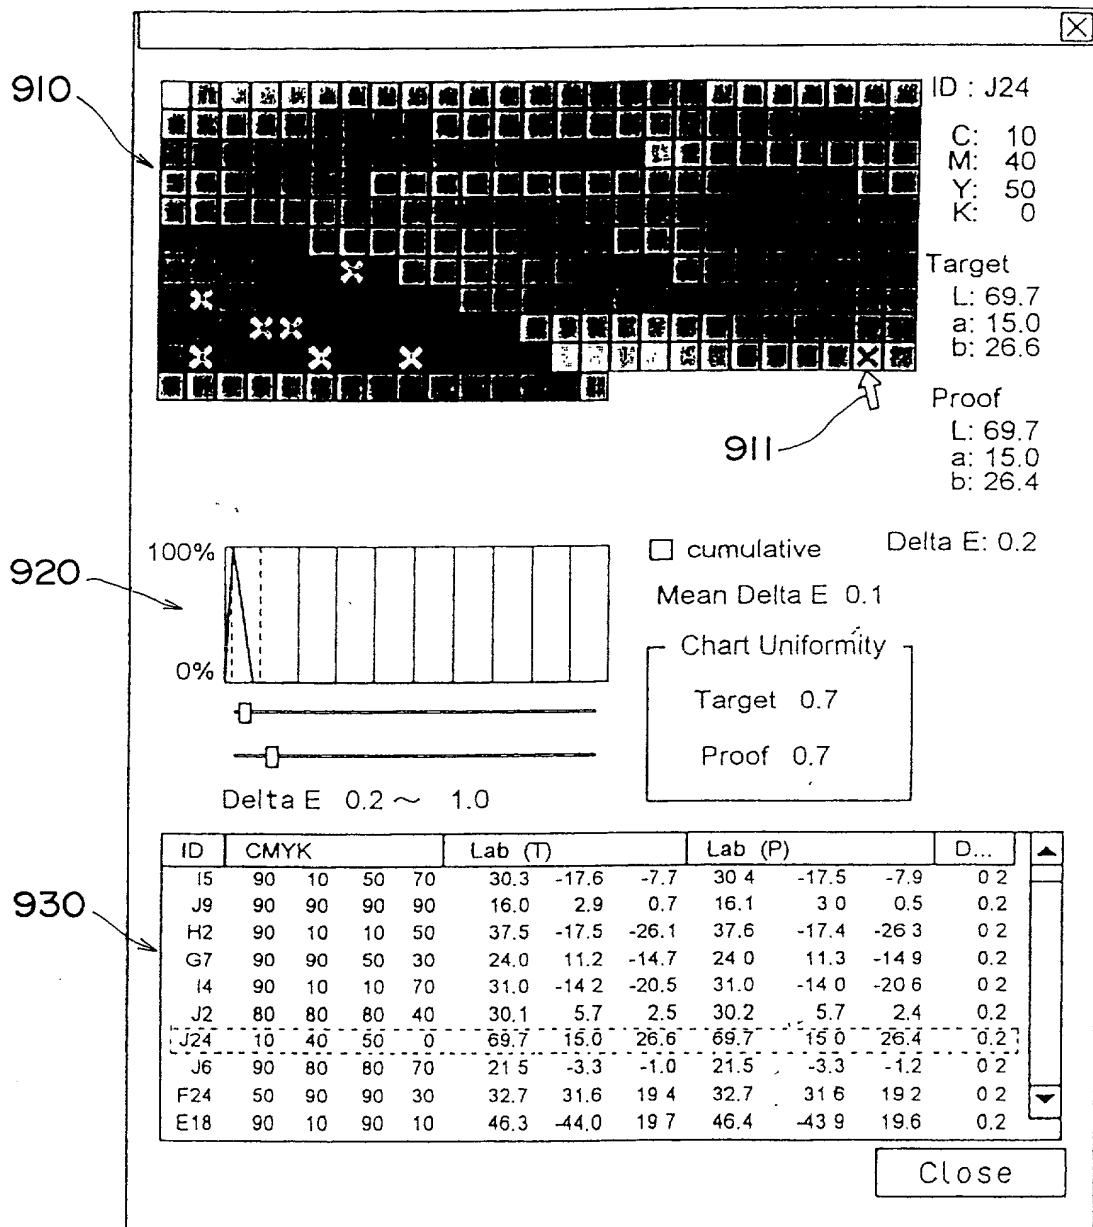 910
ID : J24
C: 10
M: 40
Y: 50
K: 0
Target
L: 69.7
a: 15.0
b: 26.6
911
Proof
L: 69.7
a: 15.0
b: 26.4
920
100%
0%
cumulative
Delta E: 0.2
Mean Delta E 0.1
Chart Uniformity
Target 0.7
Proof 0.7
Delta E 0.2 ~ 1.0
930
ID CMYK Lab (T) Lab (P) D...
I5 90 10 50 70 30.3 -17.6 -7.7 30 4 -17.5 -7.9 0 2
J9 90 90 90 90 16.0 2.9 0.7 16.1 3 0 0.5 0.2
H2 90 10 10 50 37.5 -17.5 -26.1 37.6 -17.4 -26 3 0 2
G7 90 90 50 30 24.0 11.2 -14.7 24 0 11.3 -14 9 0.2
I4 90 10 10 70 31.0 -14 2 -20.5 31.0 -14 0 -20 6 0.2
J2 80 80 80 40 30.1 5.7 2.5 30.2 5.7 2.4 0.2
J24 10 40 50 0 69.7 15.0 26.6 69.7 15 0 26.4 0.2
J6 90 80 80 70 21 5 -3.3 -1.0 21.5 -3.3 -1.2 0 2
F24 50 90 90 30 32.7 31.6 19 4 32.7 31 6 19 2 0 2
E18 90 10 90 10 46.3 -44.0 19 7 46.4 -43 9 19.6 0.2
Close